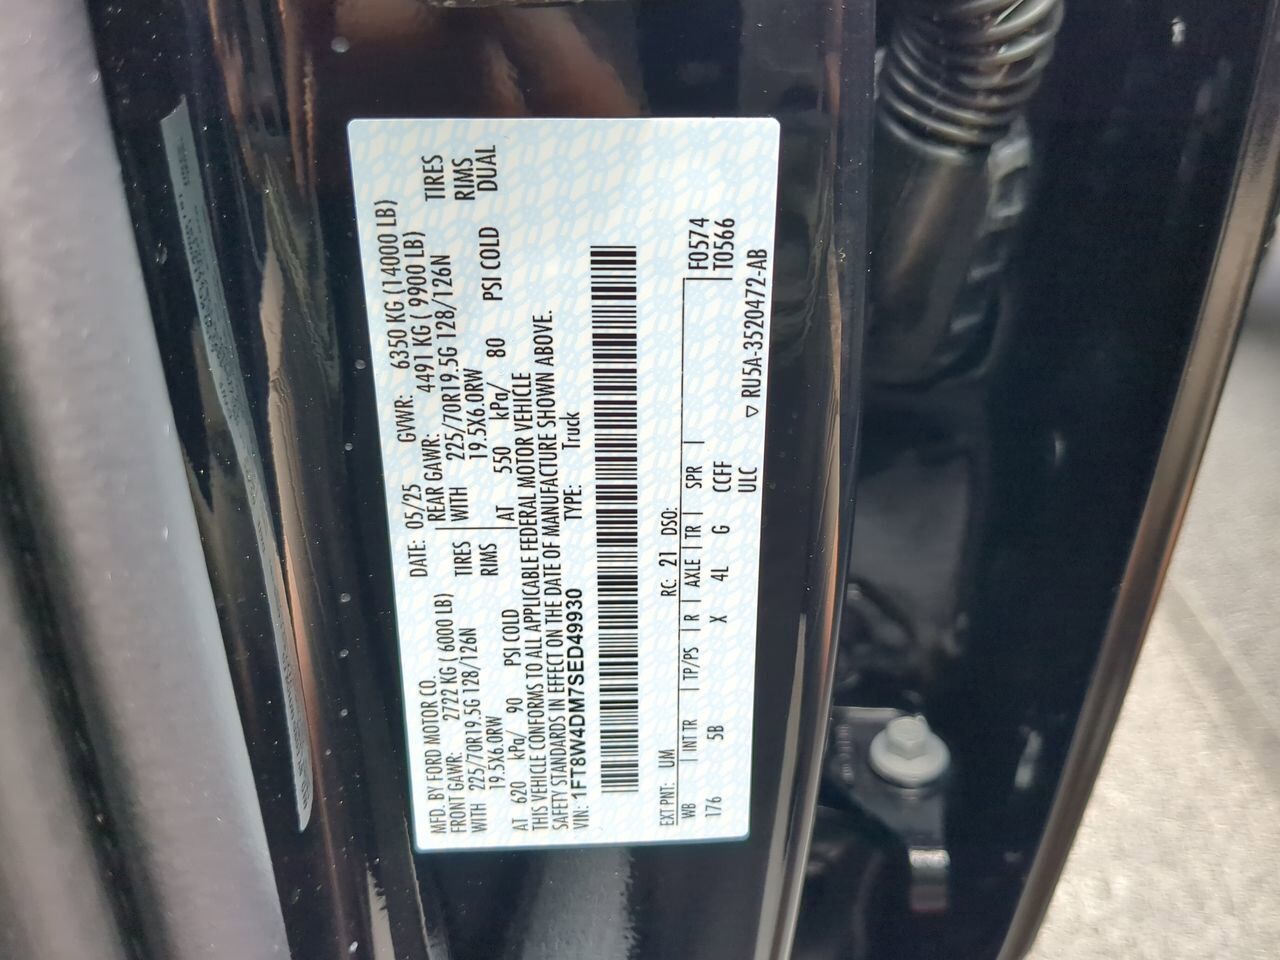 MFD. BY FORD MOTOR CO.
DATE: 05/25 GVWR: 6350 KG (14000 LB)
FRONT GAWR: 2722 KG ( 6000 LB)
REAR GAWR: 4491 KG ( 9900 LB)
WITH 225/70R19.5G 128/126N TIRES
WITH 225/70R19.5G 128/126N TIRES
19.5X6.0RW RIMS
19.5X6.0RW RIMS
AT 620 kPa/ 90 PSI COLD
AT 550 kPa/ 80 PSI COLD DUAL
THIS VEHICLE CONFORMS TO ALL APPLICABLE FEDERAL MOTOR VEHICLE
SAFETY STANDARDS IN EFFECT ON THE DATE OF MANUFACTURE SHOWN ABOVE.
VIN: 1FT8W4DM7SED49930 TYPE: Truck
EXT PNT: UM RC: 21 DSO:
WB INT TR TP/PS R AXLE TR SPR F0574
176 5B X 4L G CCFF T0566
ULC ▽ RU5A-3520472-AB